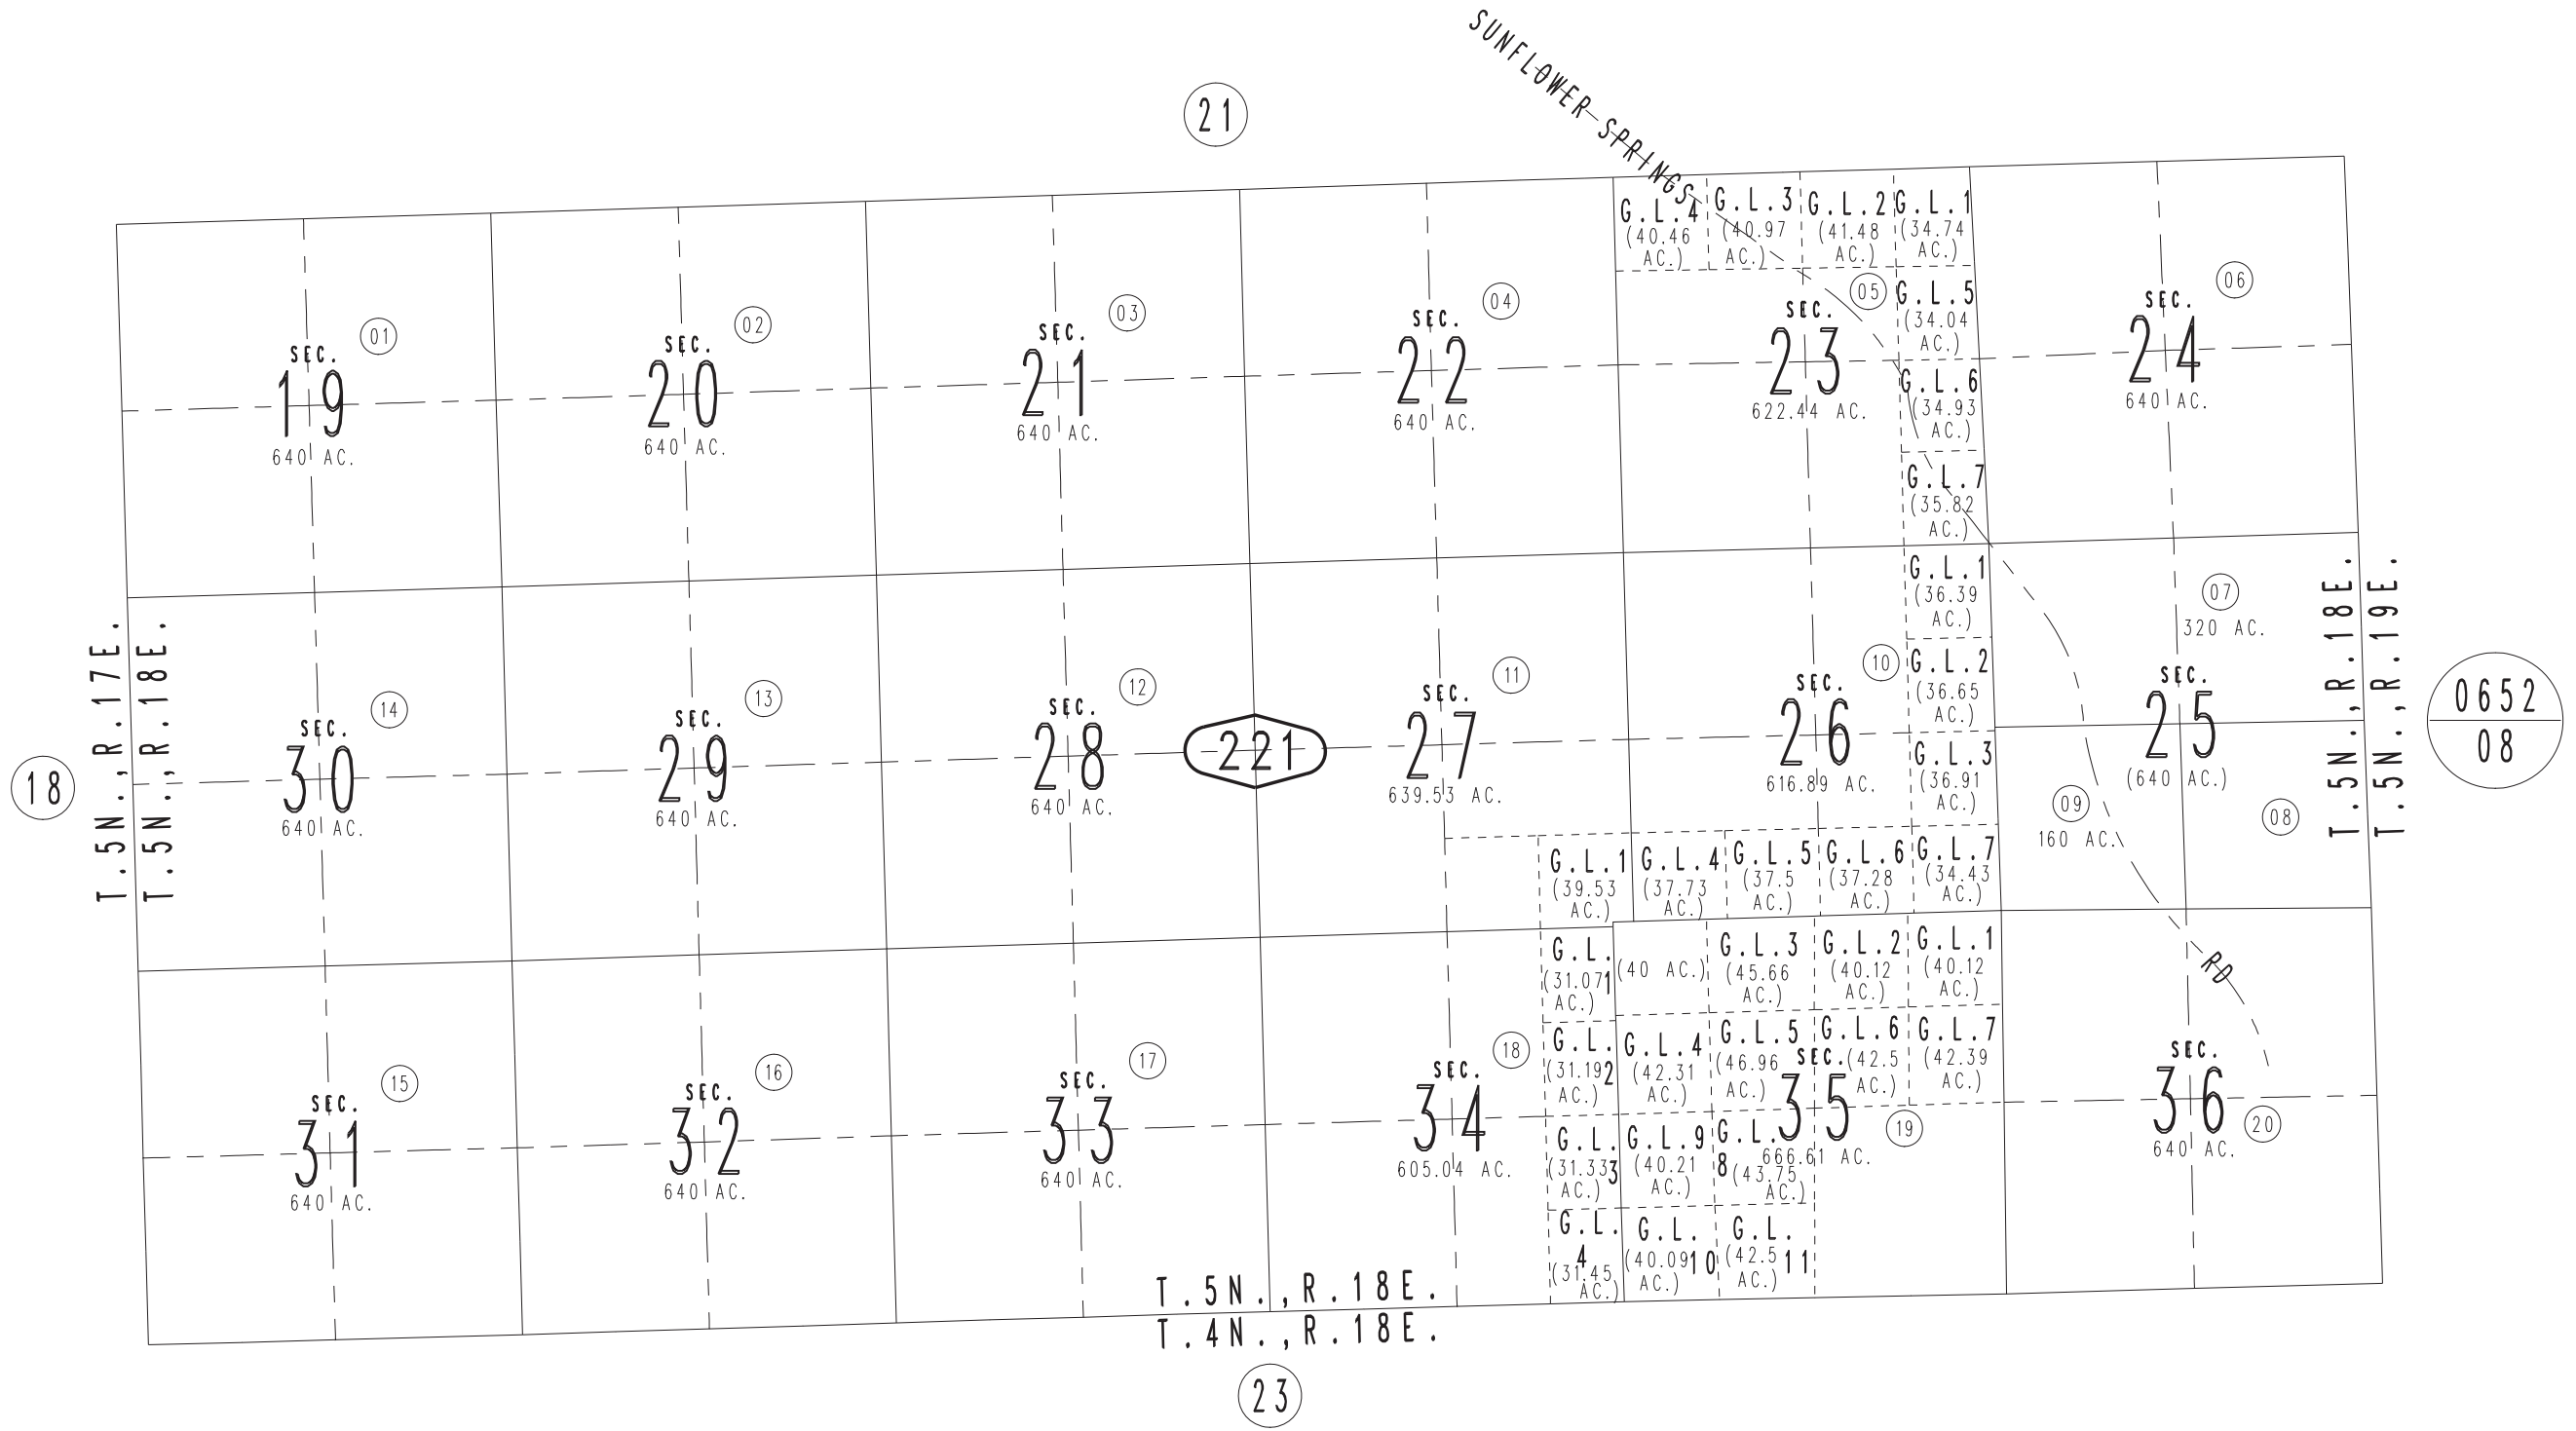 SUNFLOWER SPRINGS
21
G.L.4
(40.46
AC.)
G.L.3
(40.97
AC.)
G.L.2
(41.48
AC.)
G.L.1
(34.74
AC.)
01
SEC.
19
640 AC.
02
SEC.
20
640 AC.
03
SEC.
21
640 AC.
04
SEC.
22
640 AC.
05
SEC.
23
622.44 AC.
G.L.5
(34.04
AC.)
G.L.6
(34.93
AC.)
G.L.7
(35.82
AC.)
06
SEC.
24
640 AC.
T.5N.,R.17E.
T.5N.,R.18E.
18
14
SEC.
30
640 AC.
13
SEC.
29
640 AC.
12
SEC.
28
640 AC.
221
11
SEC.
27
639.53 AC.
G.L.1
(39.53
AC.)
10
SEC.
26
616.89 AC.
G.L.1
(36.39
AC.)
G.L.2
(36.65
AC.)
G.L.3
(36.91
AC.)
G.L.4
(37.73
AC.)
G.L.5
(37.5
AC.)
G.L.6
(37.28
AC.)
G.L.7
(34.43
AC.)
07
320 AC.
SEC.
25
(640 AC.)
09
160 AC.
08
T.5N.,R.18E.
T.5N.,R.19E.
0652
08
15
SEC.
31
640 AC.
16
SEC.
32
640 AC.
17
SEC.
33
640 AC.
18
SEC.
34
605.04 AC.
G.L.
1
(31.07
AC.)
G.L.
2
(31.19
AC.)
G.L.
3
(31.33
AC.)
G.L.
4
(31.45
AC.)
(40 AC.)
G.L.3
(45.66
AC.)
G.L.2
(40.12
AC.)
G.L.1
(40.12
AC.)
G.L.4
(42.31
AC.)
G.L.5
(46.96
AC.)
G.L.6
(42.5
AC.)
G.L.7
(42.39
AC.)
SEC.
35
666.61 AC.
19
G.L.9
(40.21
AC.)
G.L.
8
(43.75
AC.)
G.L.
10
(40.09
AC.)
G.L.
11
(42.5
AC.)
RD
SEC.
36
640 AC.
20
T.5N.,R.18E.
T.4N.,R.18E.
23